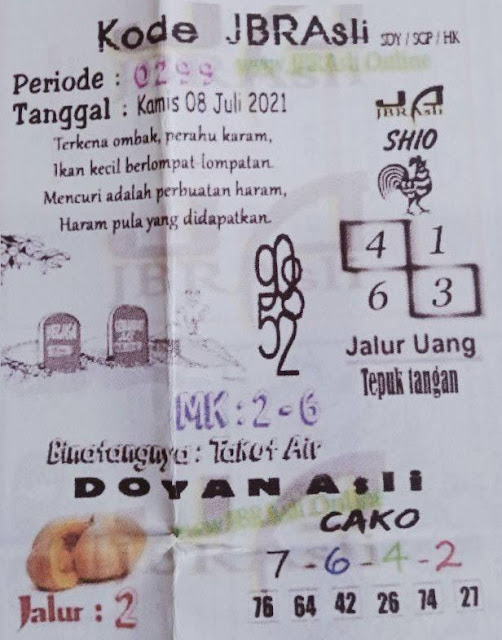 Kode JBRAsli SDY / SGP / HK
Periode : 0299
Tanggal : Kamis 08 Juli 2021
JBRAsli
SHIO
Terkena ombak, perahu karam,
Ikan kecil berlompat-lompatan.
Mencuri adalah perbuatan haram,
Haram pula yang didapatkan.
4 1
6 3
Jalur Uang
Tepuk tangan
MK : 2 - 6
Binatangnya : Takot Air
DOYAN Asli
CAKO
7 - 6 - 4 - 2
76 64 42 26 74 27
Jalur : 2